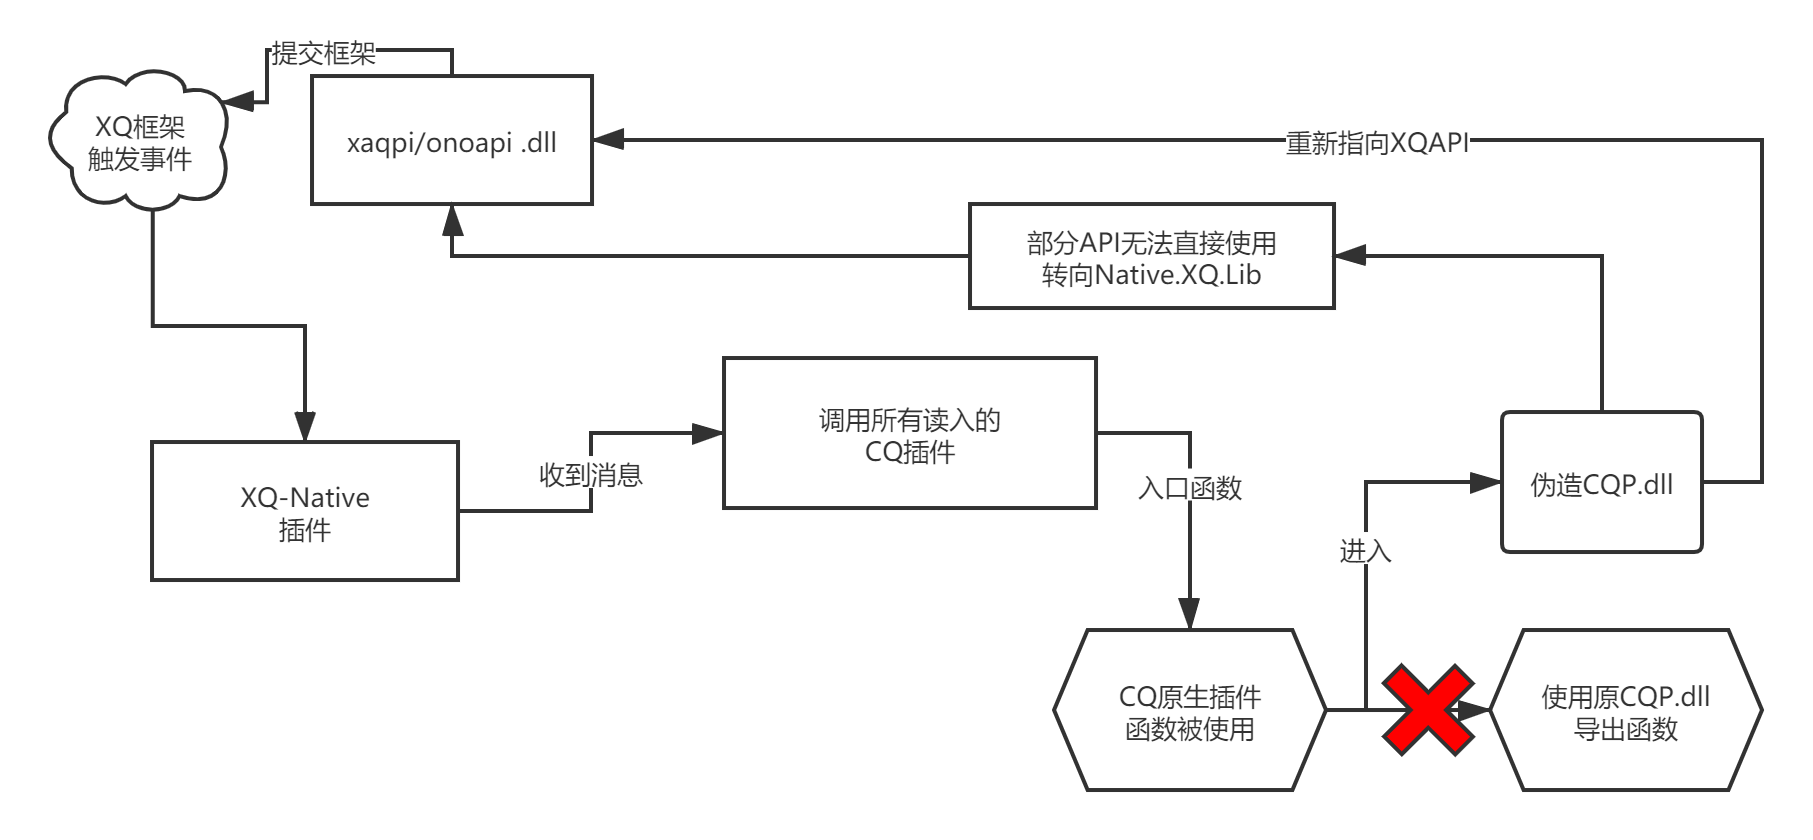 提交框架
XQ框架
触发事件
xaqpi/onoapi .dll
重新指向XQAPI
部分API无法直接使用
转向Native.XQ.Lib
调用所有读入的
CQ插件
收到消息
入口函数
XQ-Native
插件
伪造CQP.dll
进入
CQ原生插件
函数被使用
使用原CQP.dll
导出函数